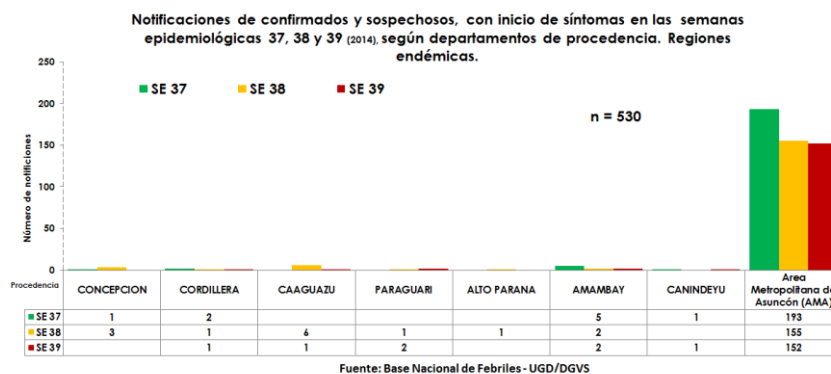 Notificaciones de confirmados y sospechosos, con inicio de síntomas en las semanas
epidemiológicas 37, 38 y 39 (2014), según departamentos de procedencia. Regiones
endémicas.
250
200
150
100
50
0
Número de notificiones
SE 37 SE 38 SE 39
n = 530
Procedencia CONCEPCION CORDILLERA CAAGUAZU PARAGUARI ALTO PARANA AMAMBAY CANINDEYU Area
Metropolitana de
Asuncón (AMA)
SE 37 1 2 5 1 193
SE 38 3 1 6 1 1 2 155
SE 39 1 1 2 2 1 152
Fuente: Base Nacional de Febriles - UGD/DGVS